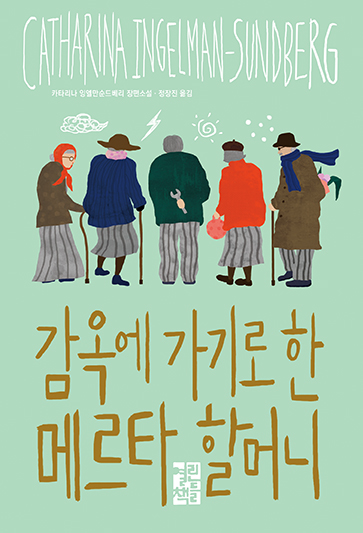 CATHARINA INGELMAN-SUNDBERG
카타리나 잉엘만순드베리 장편소설 · 정장진 옮김
감옥에 가기로 한
메르타 할머니
열린
책들